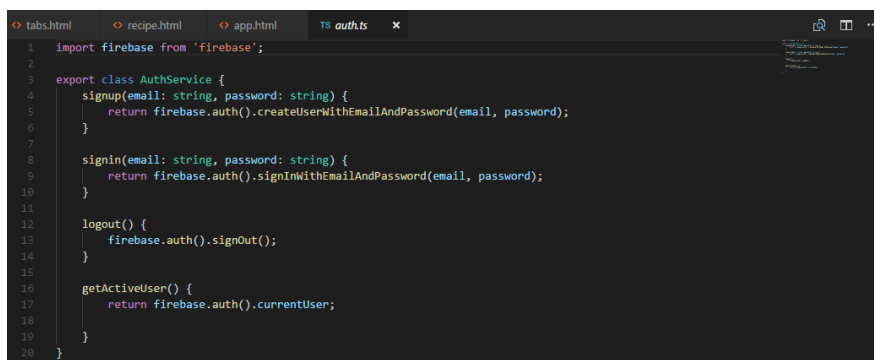 tabs.html recipe.html app.html TS auth.ts
1 import firebase from 'firebase';
2
3 export class AuthService {
4 signup(email: string, password: string) {
5 return firebase.auth().createUserWithEmailAndPassword(email, password);
6 }
7
8 signin(email: string, password: string) {
9 return firebase.auth().signInWithEmailAndPassword(email, password);
10 }
11
12 logout() {
13 firebase.auth().signOut();
14 }
15
16 getActiveUser() {
17 return firebase.auth().currentUser;
18
19 }
20 }